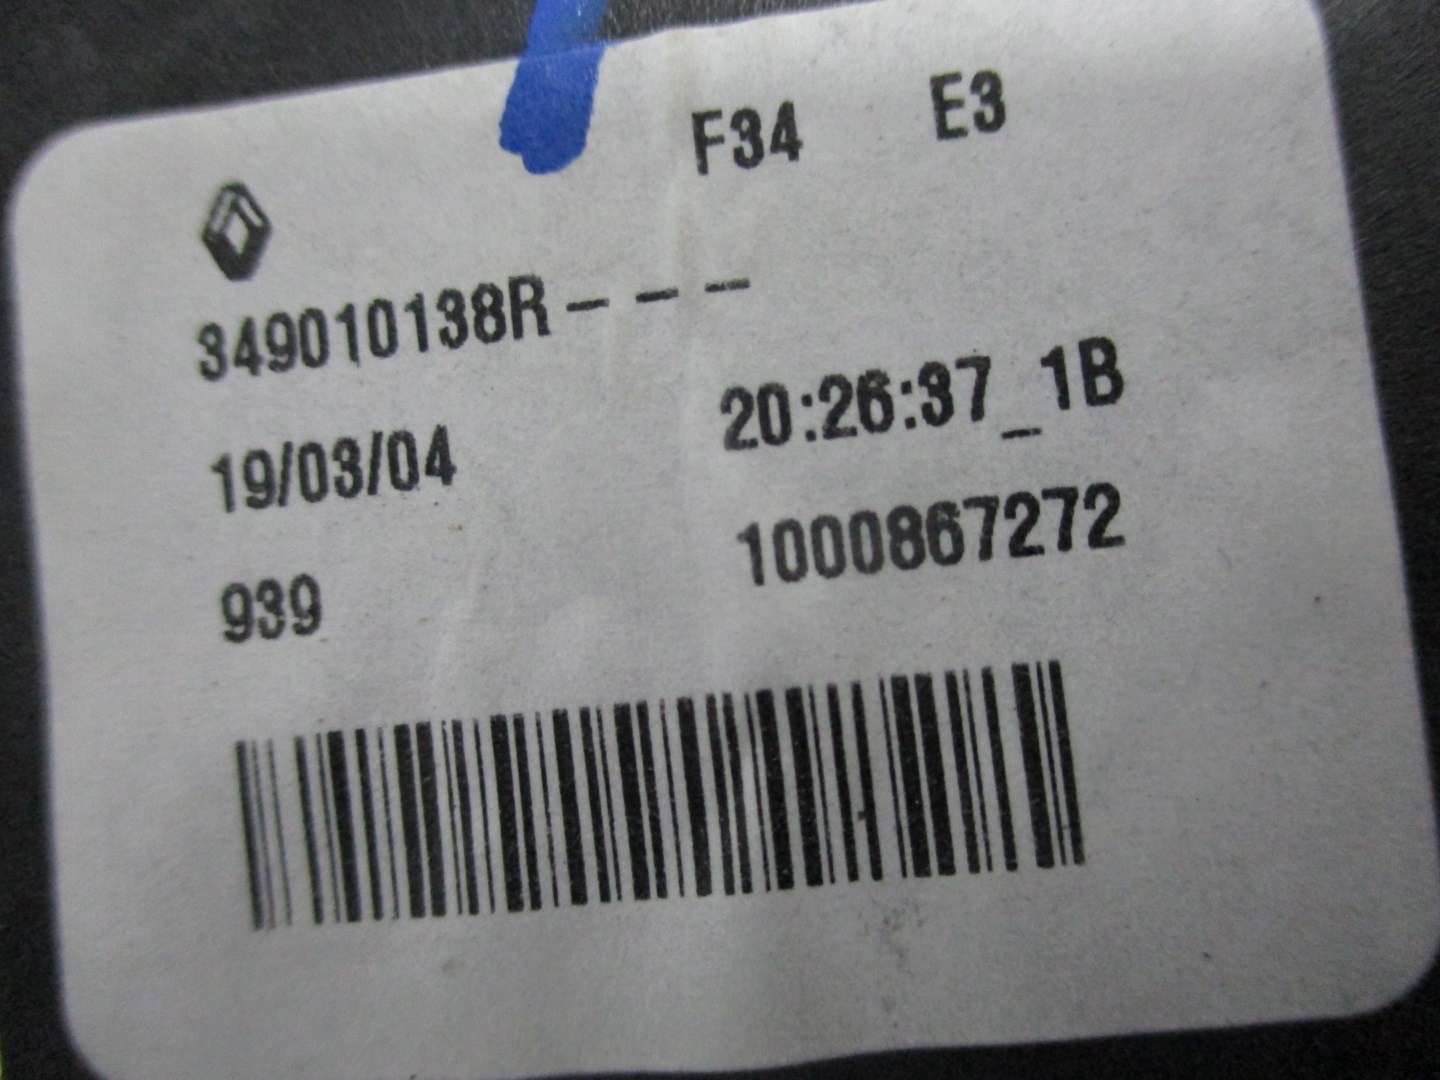 F34 E3
349010138R---
19/03/04 20:26:37_1B
939 1000867272